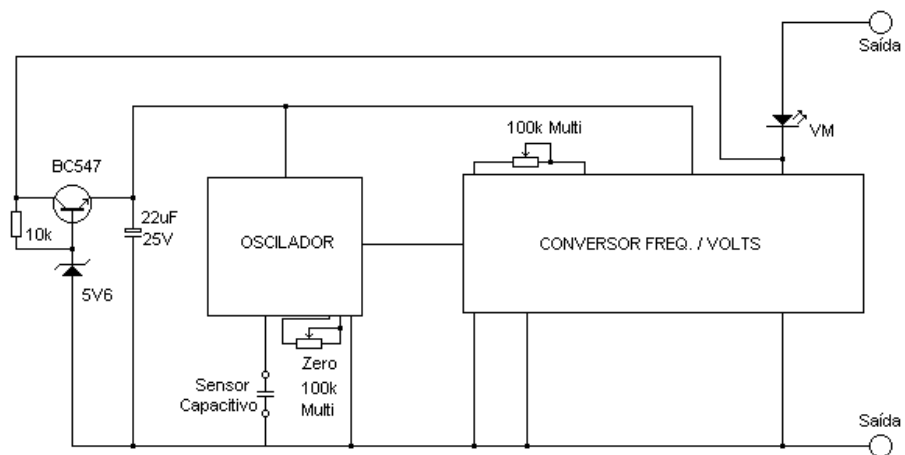 Saída
100k Multi
VM
BC547
22uF
25V
10k
OSCILADOR
CONVERSOR FREQ. / VOLTS
5V6
Zero
100k
Multi
Sensor
Capacitivo
Saída